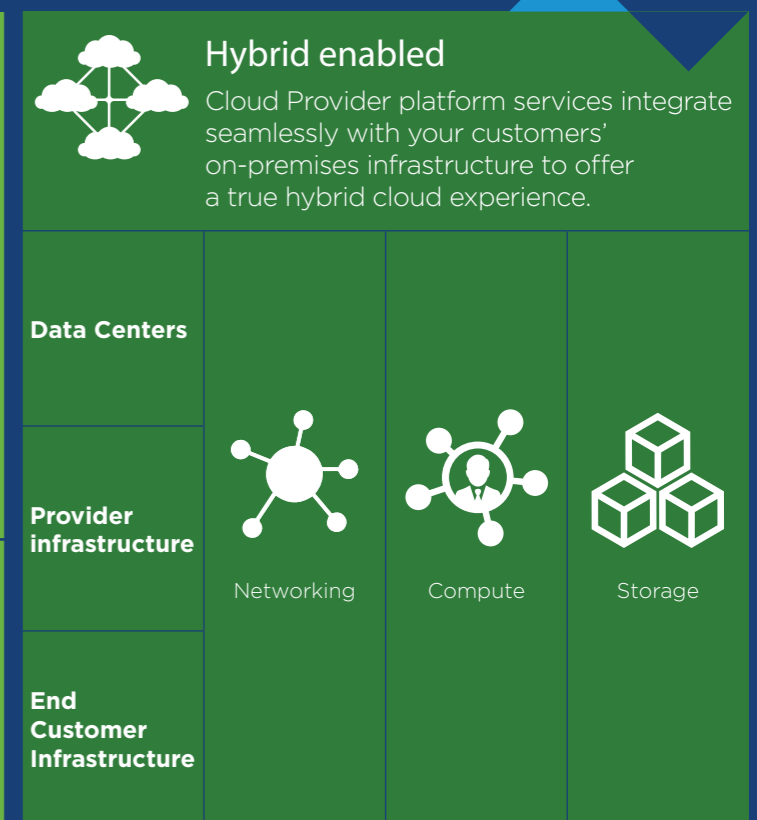 Hybrid enabled
Cloud Provider platform services integrate
seamlessly with your customers’
on-premises infrastructure to offer
a true hybrid cloud experience.
Data Centers
Provider
infrastructure
End
Customer
Infrastructure
Networking
Compute
Storage